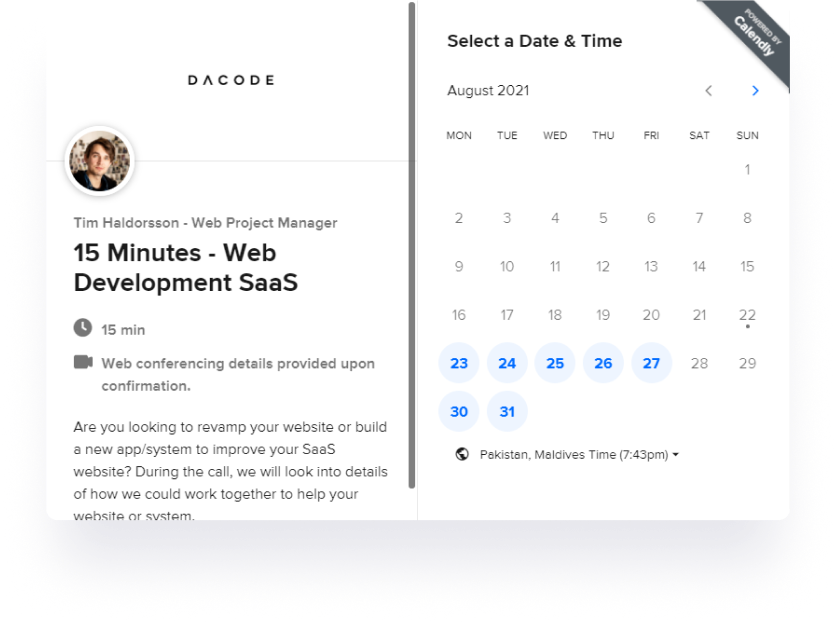 DACODE
Tim Haldorsson - Web Project Manager
15 Minutes - Web
Development SaaS
15 min
Web conferencing details provided upon
confirmation.
Are you looking to revamp your website or build
a new app/system to improve your SaaS
website? During the call, we will look into details
of how we could work together to help your
website or system.
POWERED BY
Calendly
Select a Date & Time
August 2021
MON TUE WED THU FRI SAT SUN
1
2 3 4 5 6 7 8
9 10 11 12 13 14 15
16 17 18 19 20 21 22
23 24 25 26 27 28 29
30 31
Pakistan, Maldives Time (7:43pm)